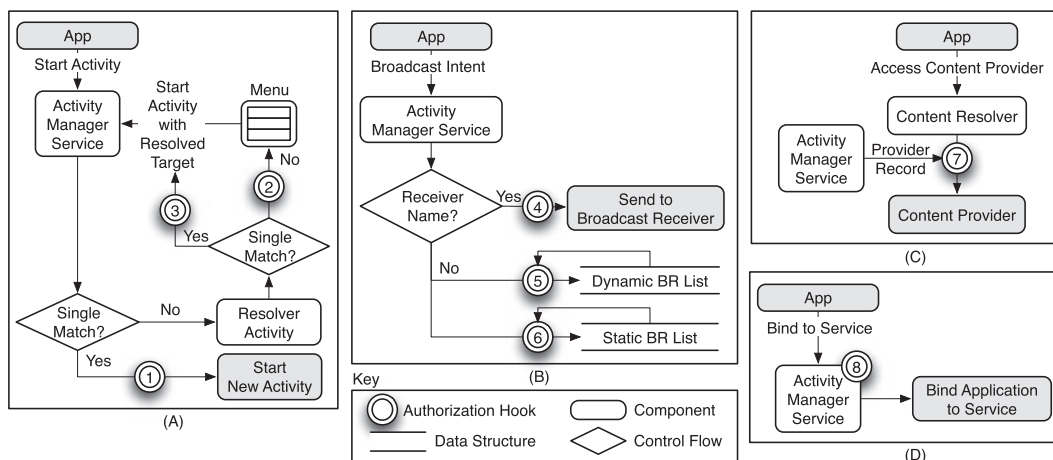 App
Start Activity
Activity
Manager
Service
Start
Activity
with
Resolved
Target
Menu
No
2
3
Yes
Single
Match?
Single
Match?
No
Resolver
Activity
Yes
1
Start
New Activity
(A)
App
Broadcast Intent
Activity
Manager Service
Receiver
Name?
Yes
4
Send to
Broadcast Receiver
No
5
Dynamic BR List
6
Static BR List
(B)
Key
Authorization Hook
Component
Data Structure
Control Flow
App
Access Content Provider
Content Resolver
Activity
Manager
Service
Provider
Record
7
Content Provider
(C)
App
Bind to Service
8
Activity
Manager
Service
Bind Application
to Service
(D)